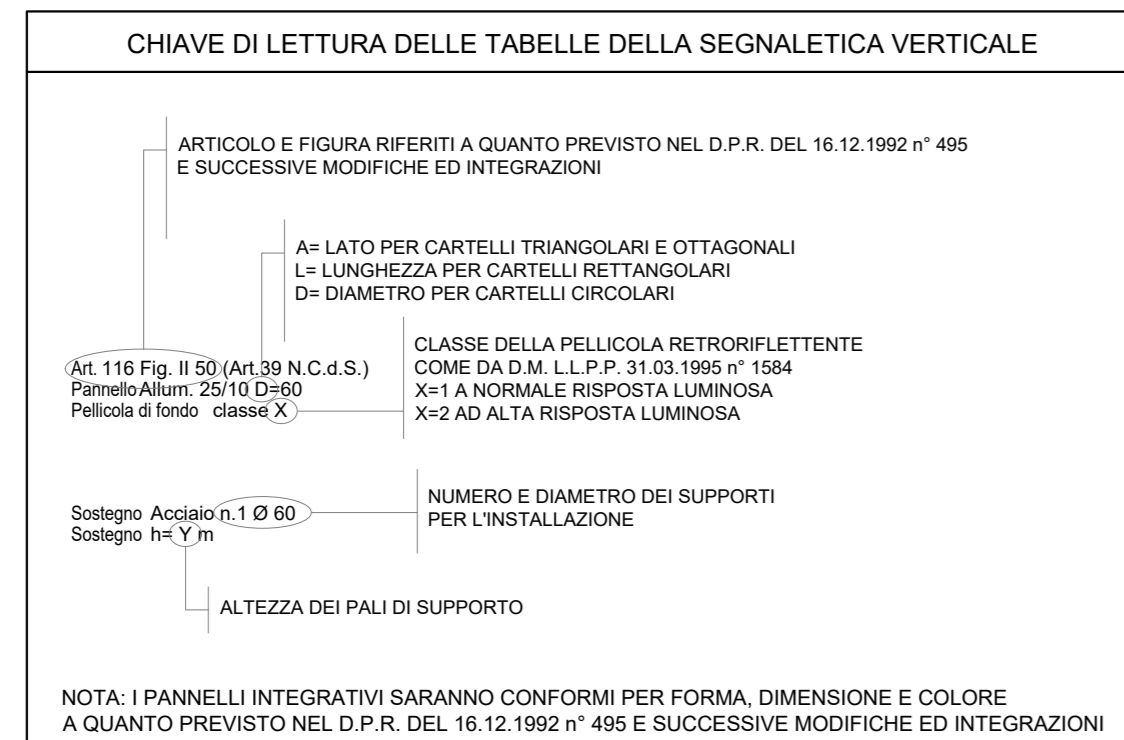 CHIAVE DI LETTURA DELLE TABELLE DELLA SEGNALETICA VERTICALE
ARTICOLO E FIGURA RIFERITI A QUANTO PREVISTO NEL D.P.R. DEL 16.12.1992 n° 495
E SUCCESSIVE MODIFICHE ED INTEGRAZIONI
A= LATO PER CARTELLI TRIANGOLARI E OTTAGONALI
L= LUNGHEZZA PER CARTELLI RETTANGOLARI
D= DIAMETRO PER CARTELLI CIRCOLARI
CLASSE DELLA PELLICOLA RETRORIFLETTENTE
COME DA D.M. L.L.P.P. 31.03.1995 n° 1584
X=1 A NORMALE RISPOSTA LUMINOSA
X=2 AD ALTA RISPOSTA LUMINOSA
Art. 116 Fig. II 50 (Art.39 N.C.d.S.)
Pannello Allum. 25/10 D=60
Pellicola di fondo classe X
NUMERO E DIAMETRO DEI SUPPORTI
PER L'INSTALLAZIONE
Sostegno Acciaio n.1 Ø 60
Sostegno h= Y m
ALTEZZA DEI PALI DI SUPPORTO
NOTA: I PANNELLI INTEGRATIVI SARANNO CONFORMI PER FORMA, DIMENSIONE E COLORE
A QUANTO PREVISTO NEL D.P.R. DEL 16.12.1992 n° 495 E SUCCESSIVE MODIFICHE ED INTEGRAZIONI